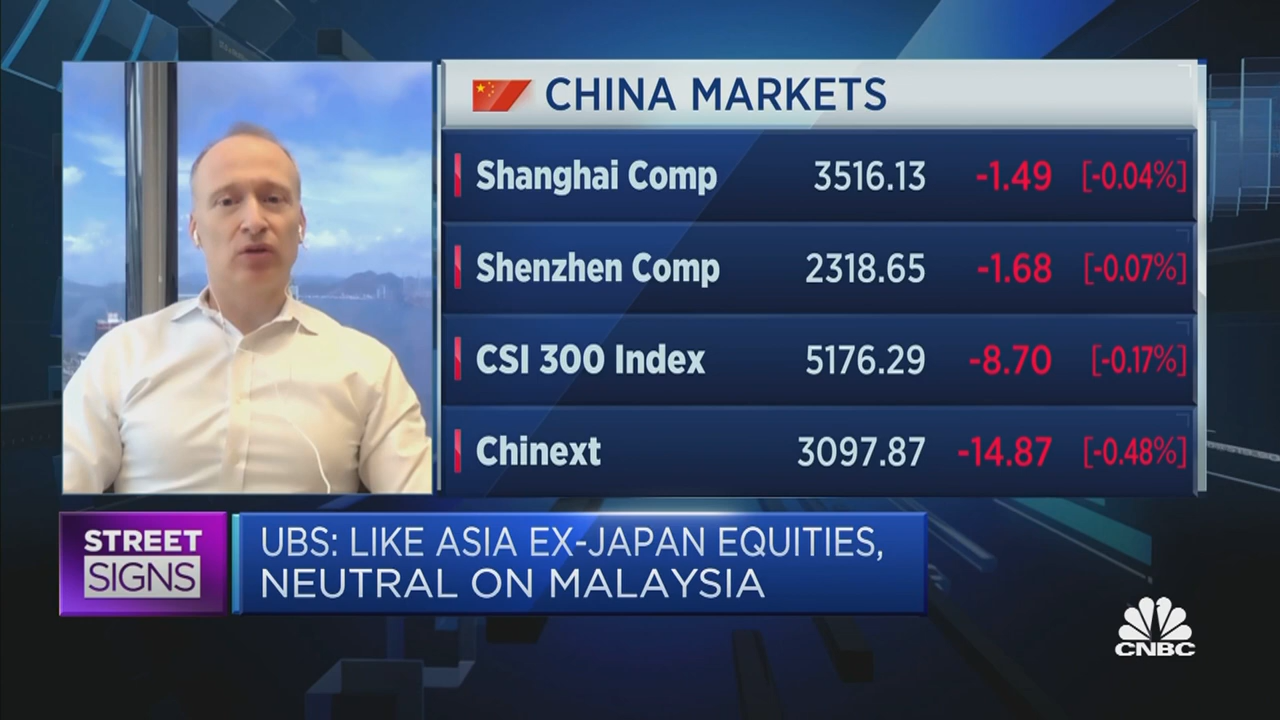 CHINA MARKETS
Shanghai Comp 3516.13 -1.49 [-0.04%]
Shenzhen Comp 2318.65 -1.68 [-0.07%]
CSI 300 Index 5176.29 -8.70 [-0.17%]
Chinext 3097.87 -14.87 [-0.48%]
STREET
SIGNS
UBS: LIKE ASIA EX-JAPAN EQUITIES,
NEUTRAL ON MALAYSIA
CNBC